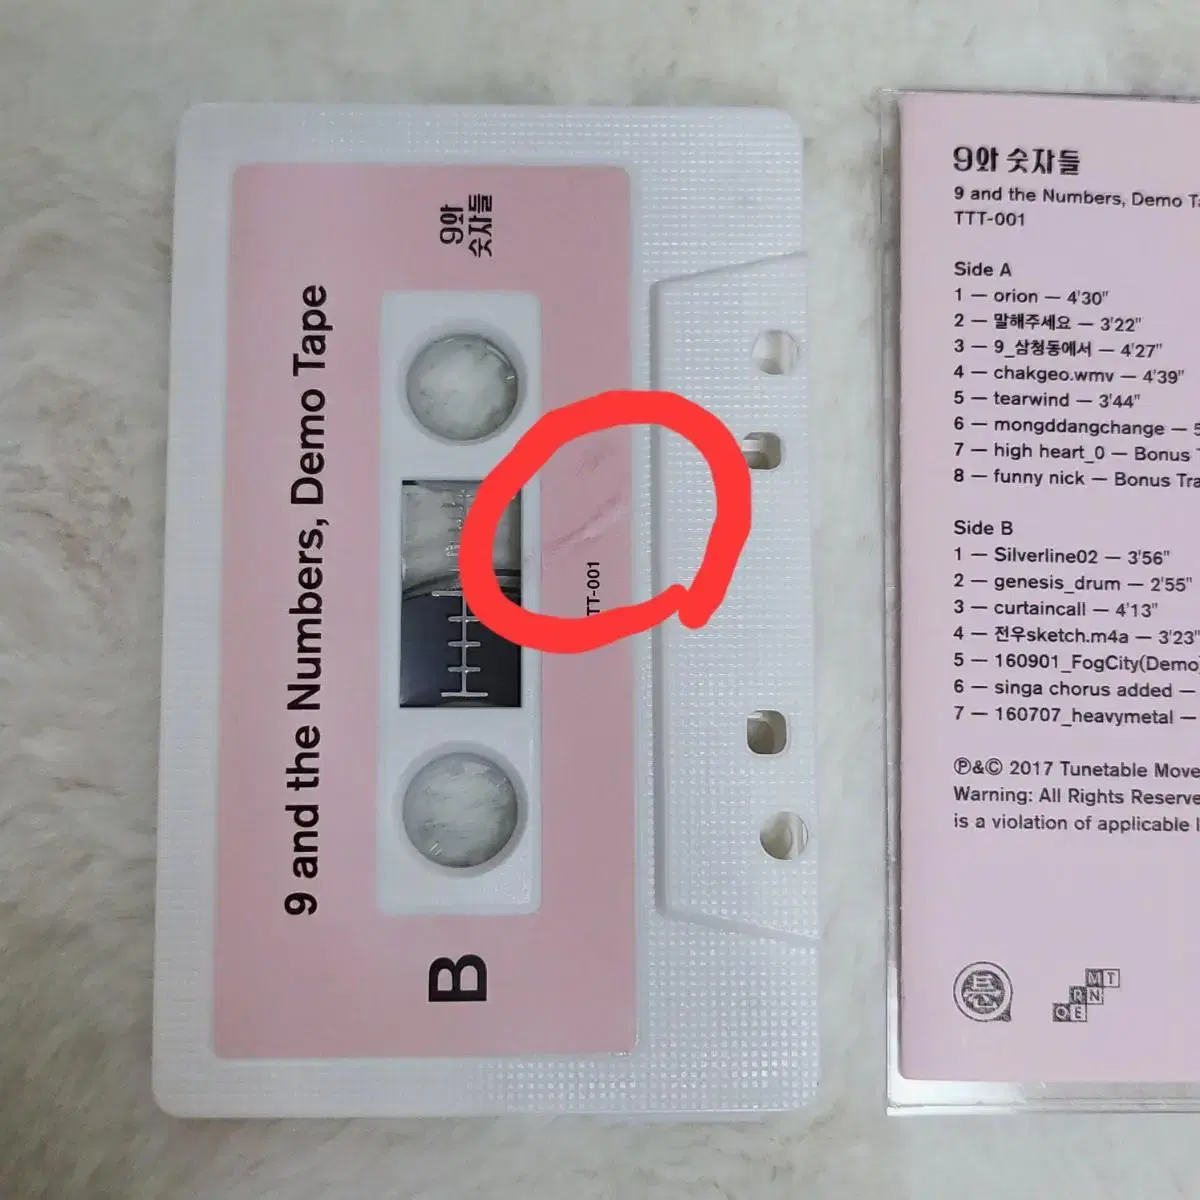 9와
숫자들
9 and the Numbers, Demo Tape
TT-001
B
9와 숫자들
9 and the Numbers, Demo
TTT-001
Side A
1 — orion — 4'30"
2 — 말해주세요 — 3'22"
3 — 9_삼청동에서 — 4'27"
4 — chakgeo.wmv — 4'39"
5 — tearwind — 3'44"
6 — mongddangchange —
7 — high heart_0 — Bonus
8 — funny nick — Bonus
Side B
1 — Silverline02 — 3'56"
2 — genesis_drum — 2'55"
3 — curtaincall — 4'13"
4 — 전우sketch.m4a — 3'23"
5 — 160901_FogCity(Demo)
6 — singa chorus added —
7 — 160707_heavymetal —
℗&© 2017 Tunetable
Warning: All Rights
is a violation of applicable
튼
MT
RN
OE